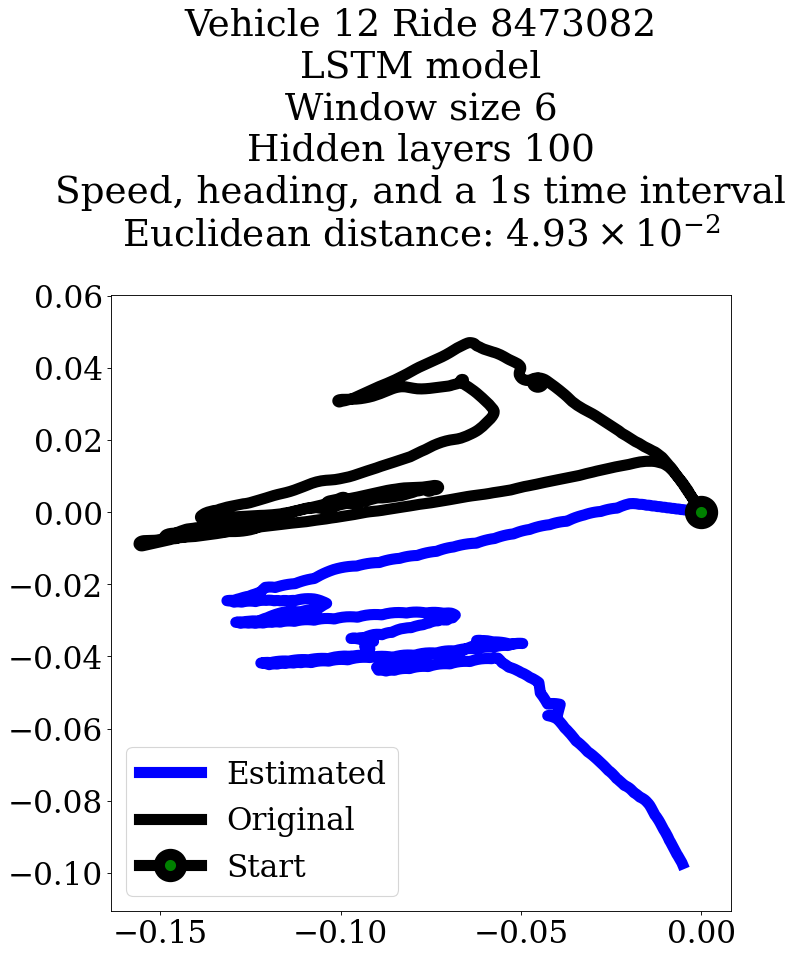 Vehicle 12 Ride 8473082
LSTM model
Window size 6
Hidden layers 100
Speed, heading, and a 1s time interval
Euclidean distance: 4.93 × 10⁻²
0.06
0.04
0.02
0.00
−0.02
−0.04
−0.06
−0.08
−0.10
Estimated
Original
Start
−0.15 −0.10 −0.05 0.00